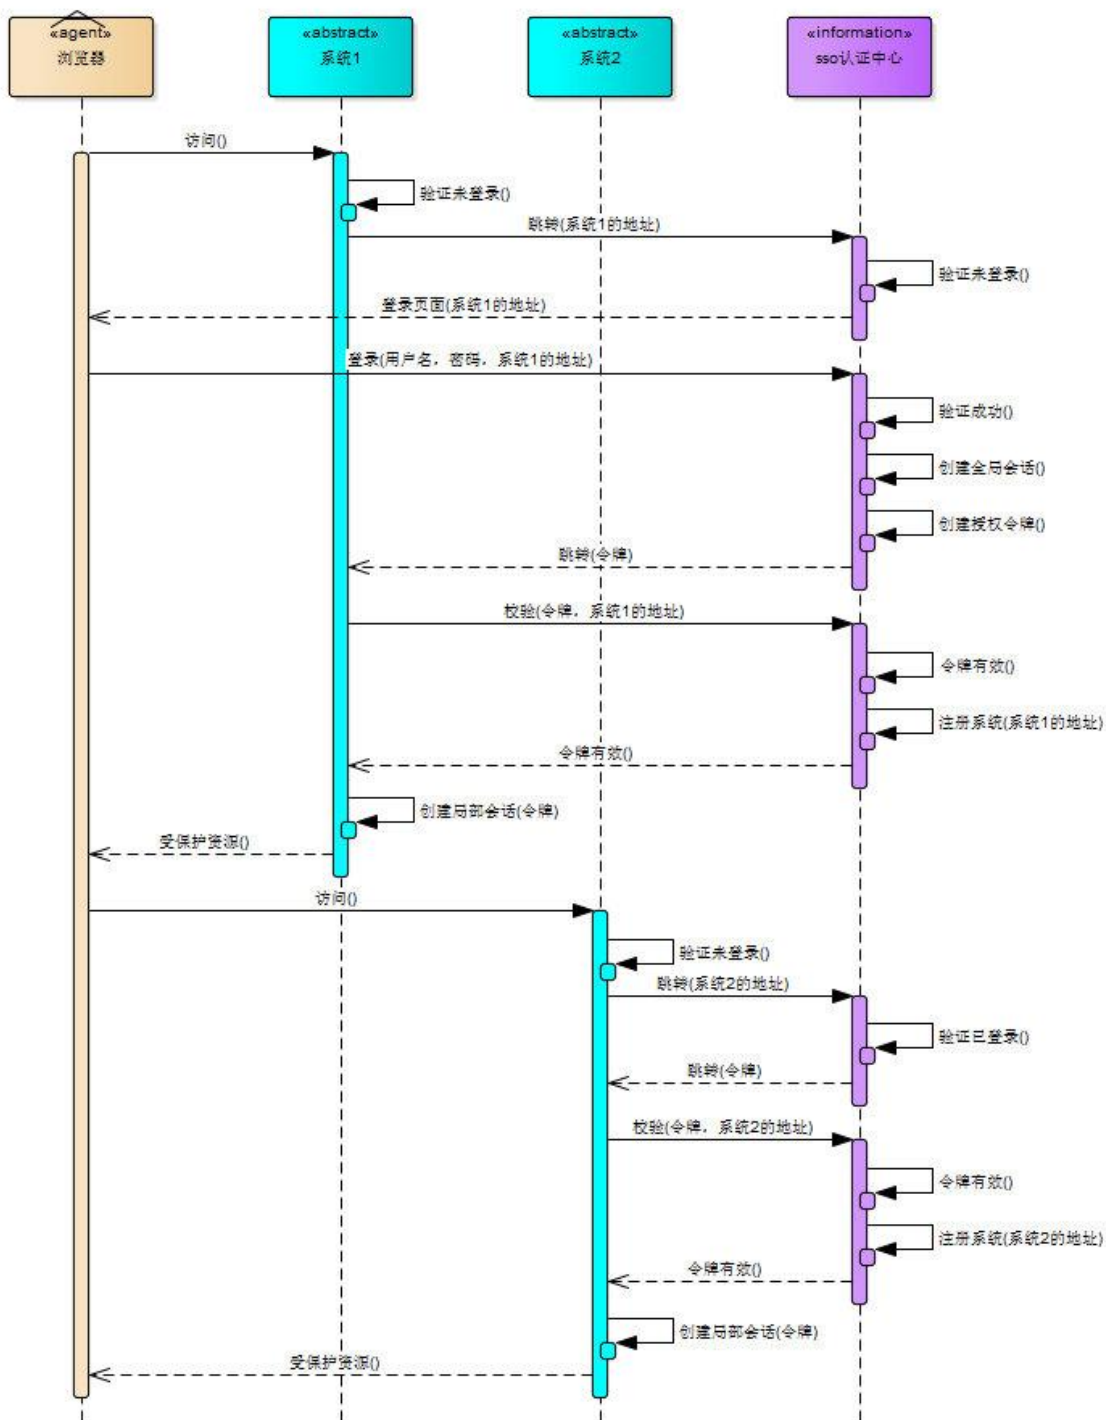 «agent»
浏览器
«abstract»
系统1
«abstract»
系统2
«information»
sso认证中心
访问()
验证未登录()
跳转(系统1的地址)
验证未登录()
登录页面(系统1的地址)
登录(用户名，密码，系统1的地址)
验证成功()
创建全局会话()
创建授权令牌()
跳转(令牌)
校验(令牌，系统1的地址)
令牌有效()
注册系统(系统1的地址)
令牌有效()
创建局部会话(令牌)
受保护资源()
访问()
验证未登录()
跳转(系统2的地址)
验证已登录()
跳转(令牌)
校验(令牌，系统2的地址)
令牌有效()
注册系统(系统2的地址)
令牌有效()
创建局部会话(令牌)
受保护资源()